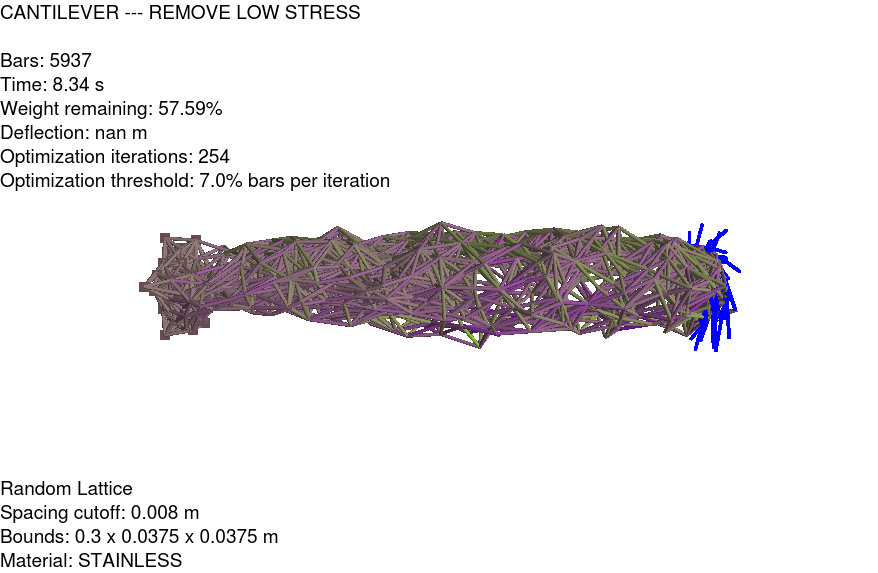 CANTILEVER --- REMOVE LOW STRESS
Bars: 5937
Time: 8.34 s
Weight remaining: 57.59%
Deflection: nan m
Optimization iterations: 254
Optimization threshold: 7.0% bars per iteration
Random Lattice
Spacing cutoff: 0.008 m
Bounds: 0.3 x 0.0375 x 0.0375 m
Material: STAINLESS